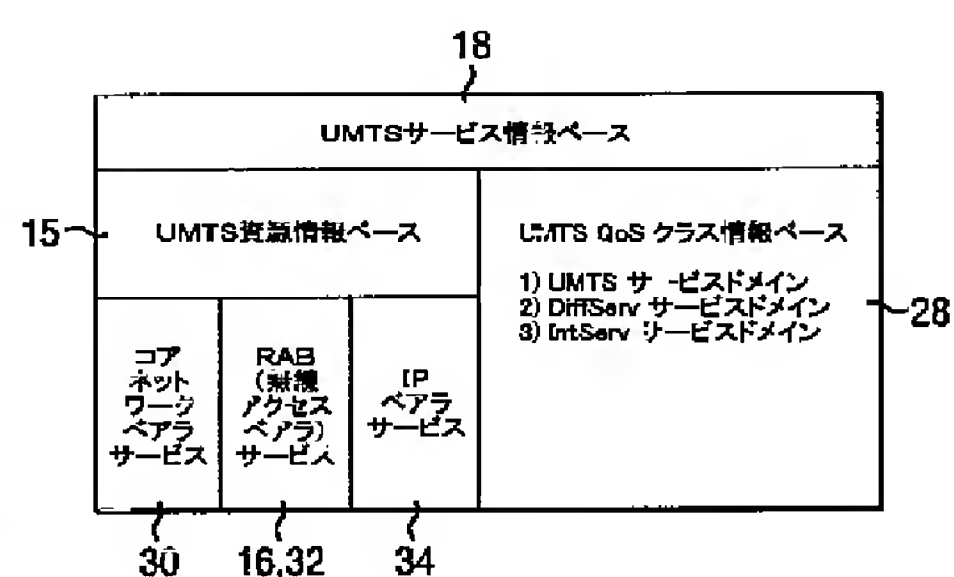 18
UMTSサービス情報ベース
15
UMTS資源情報ベース
UMTS QoS クラス情報ベース
1) UMTS サービスドメイン
2) DiffServ サービスドメイン
3) IntServ サービスドメイン
28
コア
ネット
ワーク
ベアラ
サービス
RAB
(無線
アクセス
ベアラ)
サービス
IP
ベアラ
サービス
30
16,32
34